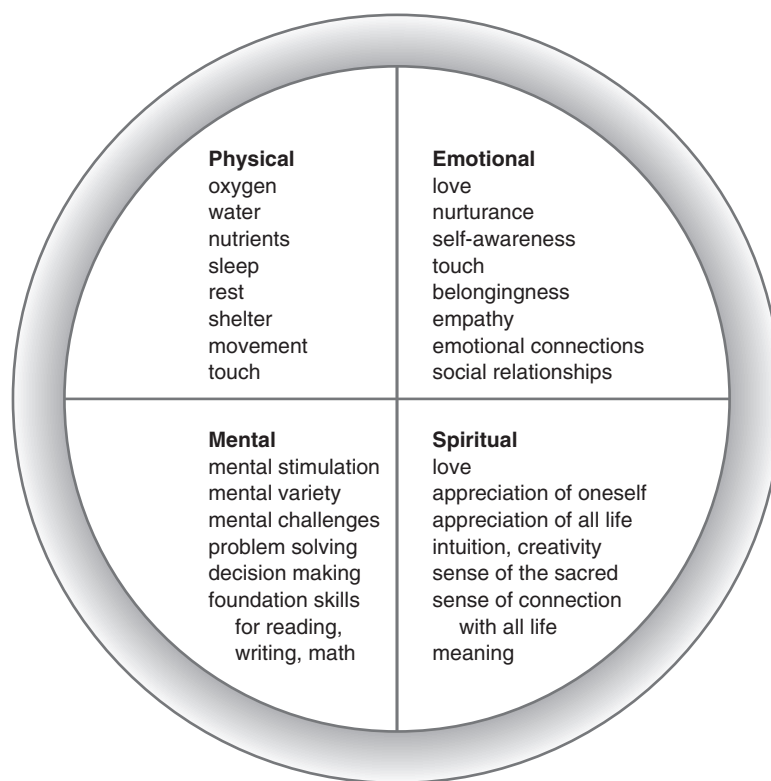 Physical
oxygen
water
nutrients
sleep
rest
shelter
movement
touch
Emotional
love
nurturance
self-awareness
touch
belongingness
empathy
emotional connections
social relationships
Mental
mental stimulation
mental variety
mental challenges
problem solving
decision making
foundation skills
for reading,
writing, math
Spiritual
love
appreciation of oneself
appreciation of all life
intuition, creativity
sense of the sacred
sense of connection
with all life
meaning